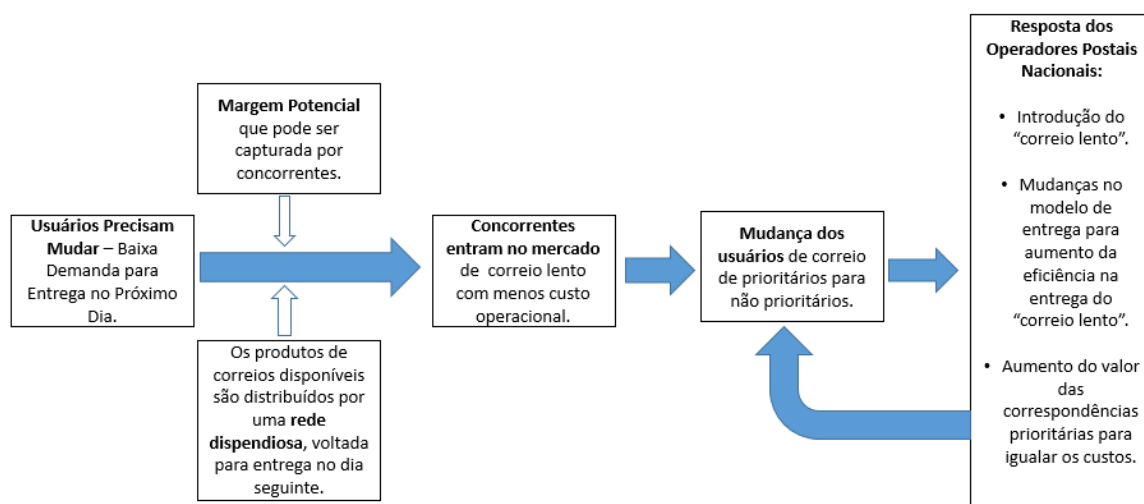 Usuários Precisam
Mudar – Baixa
Demanda para
Entrega no Próximo
Dia.
Margem Potencial
que pode ser
capturada por
concorrentes.
Os produtos de
correios disponíveis
são distribuídos por
uma rede
dispendiosa, voltada
para entrega no dia
seguinte.
Concorrentes
entram no mercado
de correio lento
com menos custo
operacional.
Mudança dos
usuários de correio
de prioritários para
não prioritários.
Resposta dos
Operadores Postais
Nacionais:
• Introdução do
“correio lento”.
• Mudanças no
modelo de
entrega para
aumento da
eficiência na
entrega do
“correio lento”.
• Aumento do valor
das
correspondências
prioritárias para
igualar os custos.